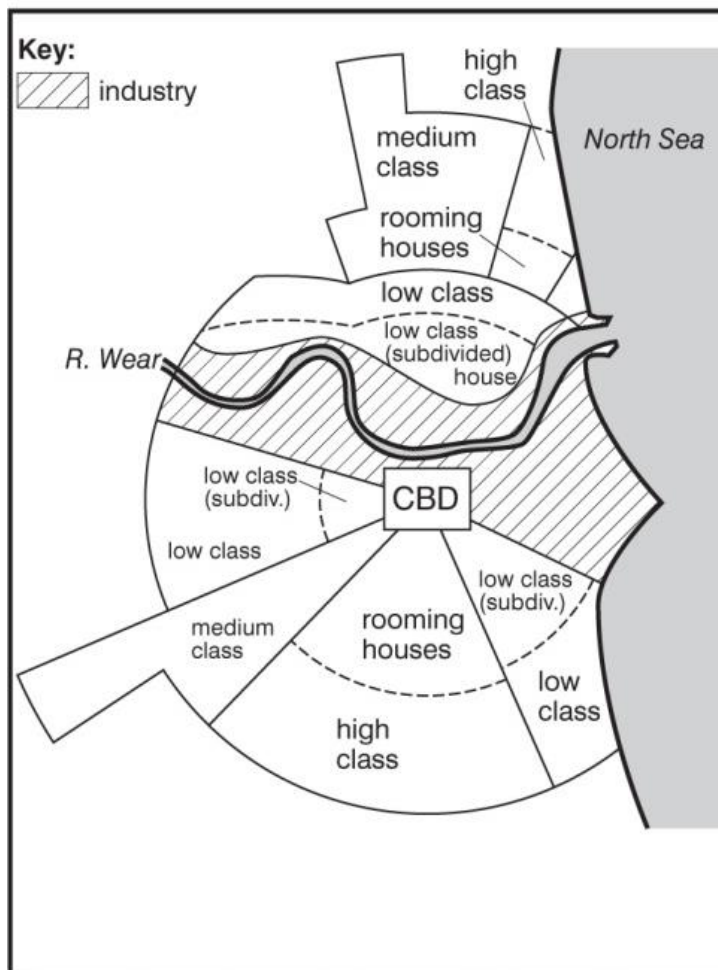 Key:
industry
high
class
North Sea
medium
class
rooming
houses
low class
low class
(subdivided)
house
R. Wear
low class
(subdiv.)
CBD
low class
low class
(subdiv.)
rooming
houses
medium
class
low
class
high
class